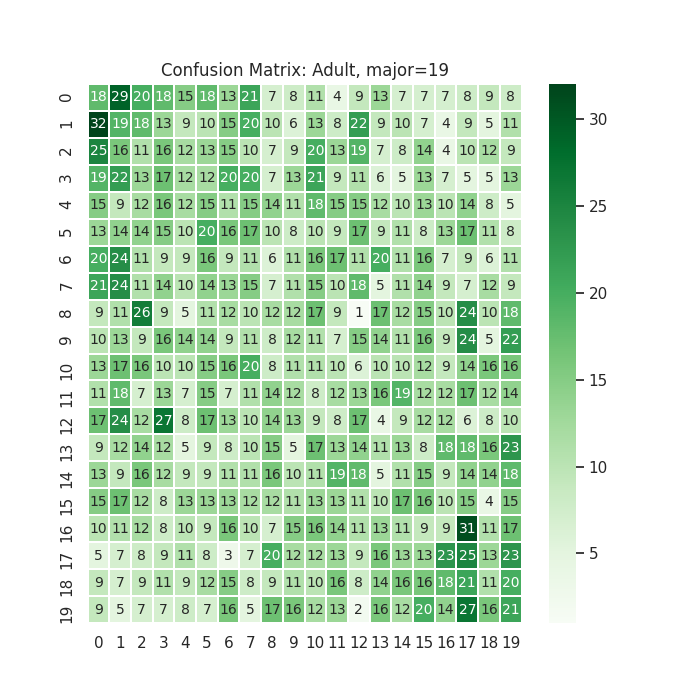 Confusion Matrix: Adult, major=19
0 18 29 20 18 15 18 13 21 7 8 11 4 9 13 7 7 7 8 9 8
1 32 19 18 13 9 10 15 20 10 6 13 8 22 9 10 7 4 9 5 11
2 25 16 11 16 12 13 15 10 7 9 20 13 19 7 8 14 4 10 12 9
3 19 22 13 17 12 12 20 20 7 13 21 9 11 6 5 13 7 5 5 13
4 15 9 12 16 12 15 11 15 14 11 18 15 15 12 10 13 10 14 8 5
5 13 14 14 15 10 20 16 17 10 8 10 9 17 9 11 8 13 17 11 8
6 20 24 11 9 9 16 9 11 6 11 16 17 11 20 11 16 7 9 6 11
7 21 24 11 14 10 14 13 15 7 11 15 10 18 5 11 14 9 7 12 9
8 9 11 26 9 5 11 12 10 12 12 17 9 1 17 12 15 10 24 10 18
9 10 13 9 16 14 14 9 11 8 12 11 7 15 14 11 16 9 24 5 22
10 13 17 16 10 10 15 16 20 8 11 11 10 6 10 10 12 9 14 16 16
11 11 18 7 13 7 15 7 11 14 12 8 12 13 16 19 12 12 17 12 14
12 17 24 12 27 8 17 13 10 14 13 9 8 17 4 9 12 12 6 8 10
13 9 12 14 12 5 9 8 10 15 5 17 13 14 11 13 8 18 18 16 23
14 13 9 16 12 9 9 11 11 16 10 11 19 18 5 11 15 9 14 14 18
15 15 17 12 8 13 13 13 12 12 11 13 13 11 10 17 16 10 15 4 15
16 10 11 12 8 10 9 16 10 7 15 16 14 11 13 11 9 9 31 11 17
17 5 7 8 9 11 8 3 7 20 12 12 13 9 16 13 13 23 25 13 23
18 9 7 9 11 9 12 15 8 9 11 10 16 8 14 16 16 18 21 11 20
19 9 5 7 7 8 7 16 5 17 16 12 13 2 16 12 20 14 27 16 21
0 1 2 3 4 5 6 7 8 9 10 11 12 13 14 15 16 17 18 19
30
25
20
15
10
5